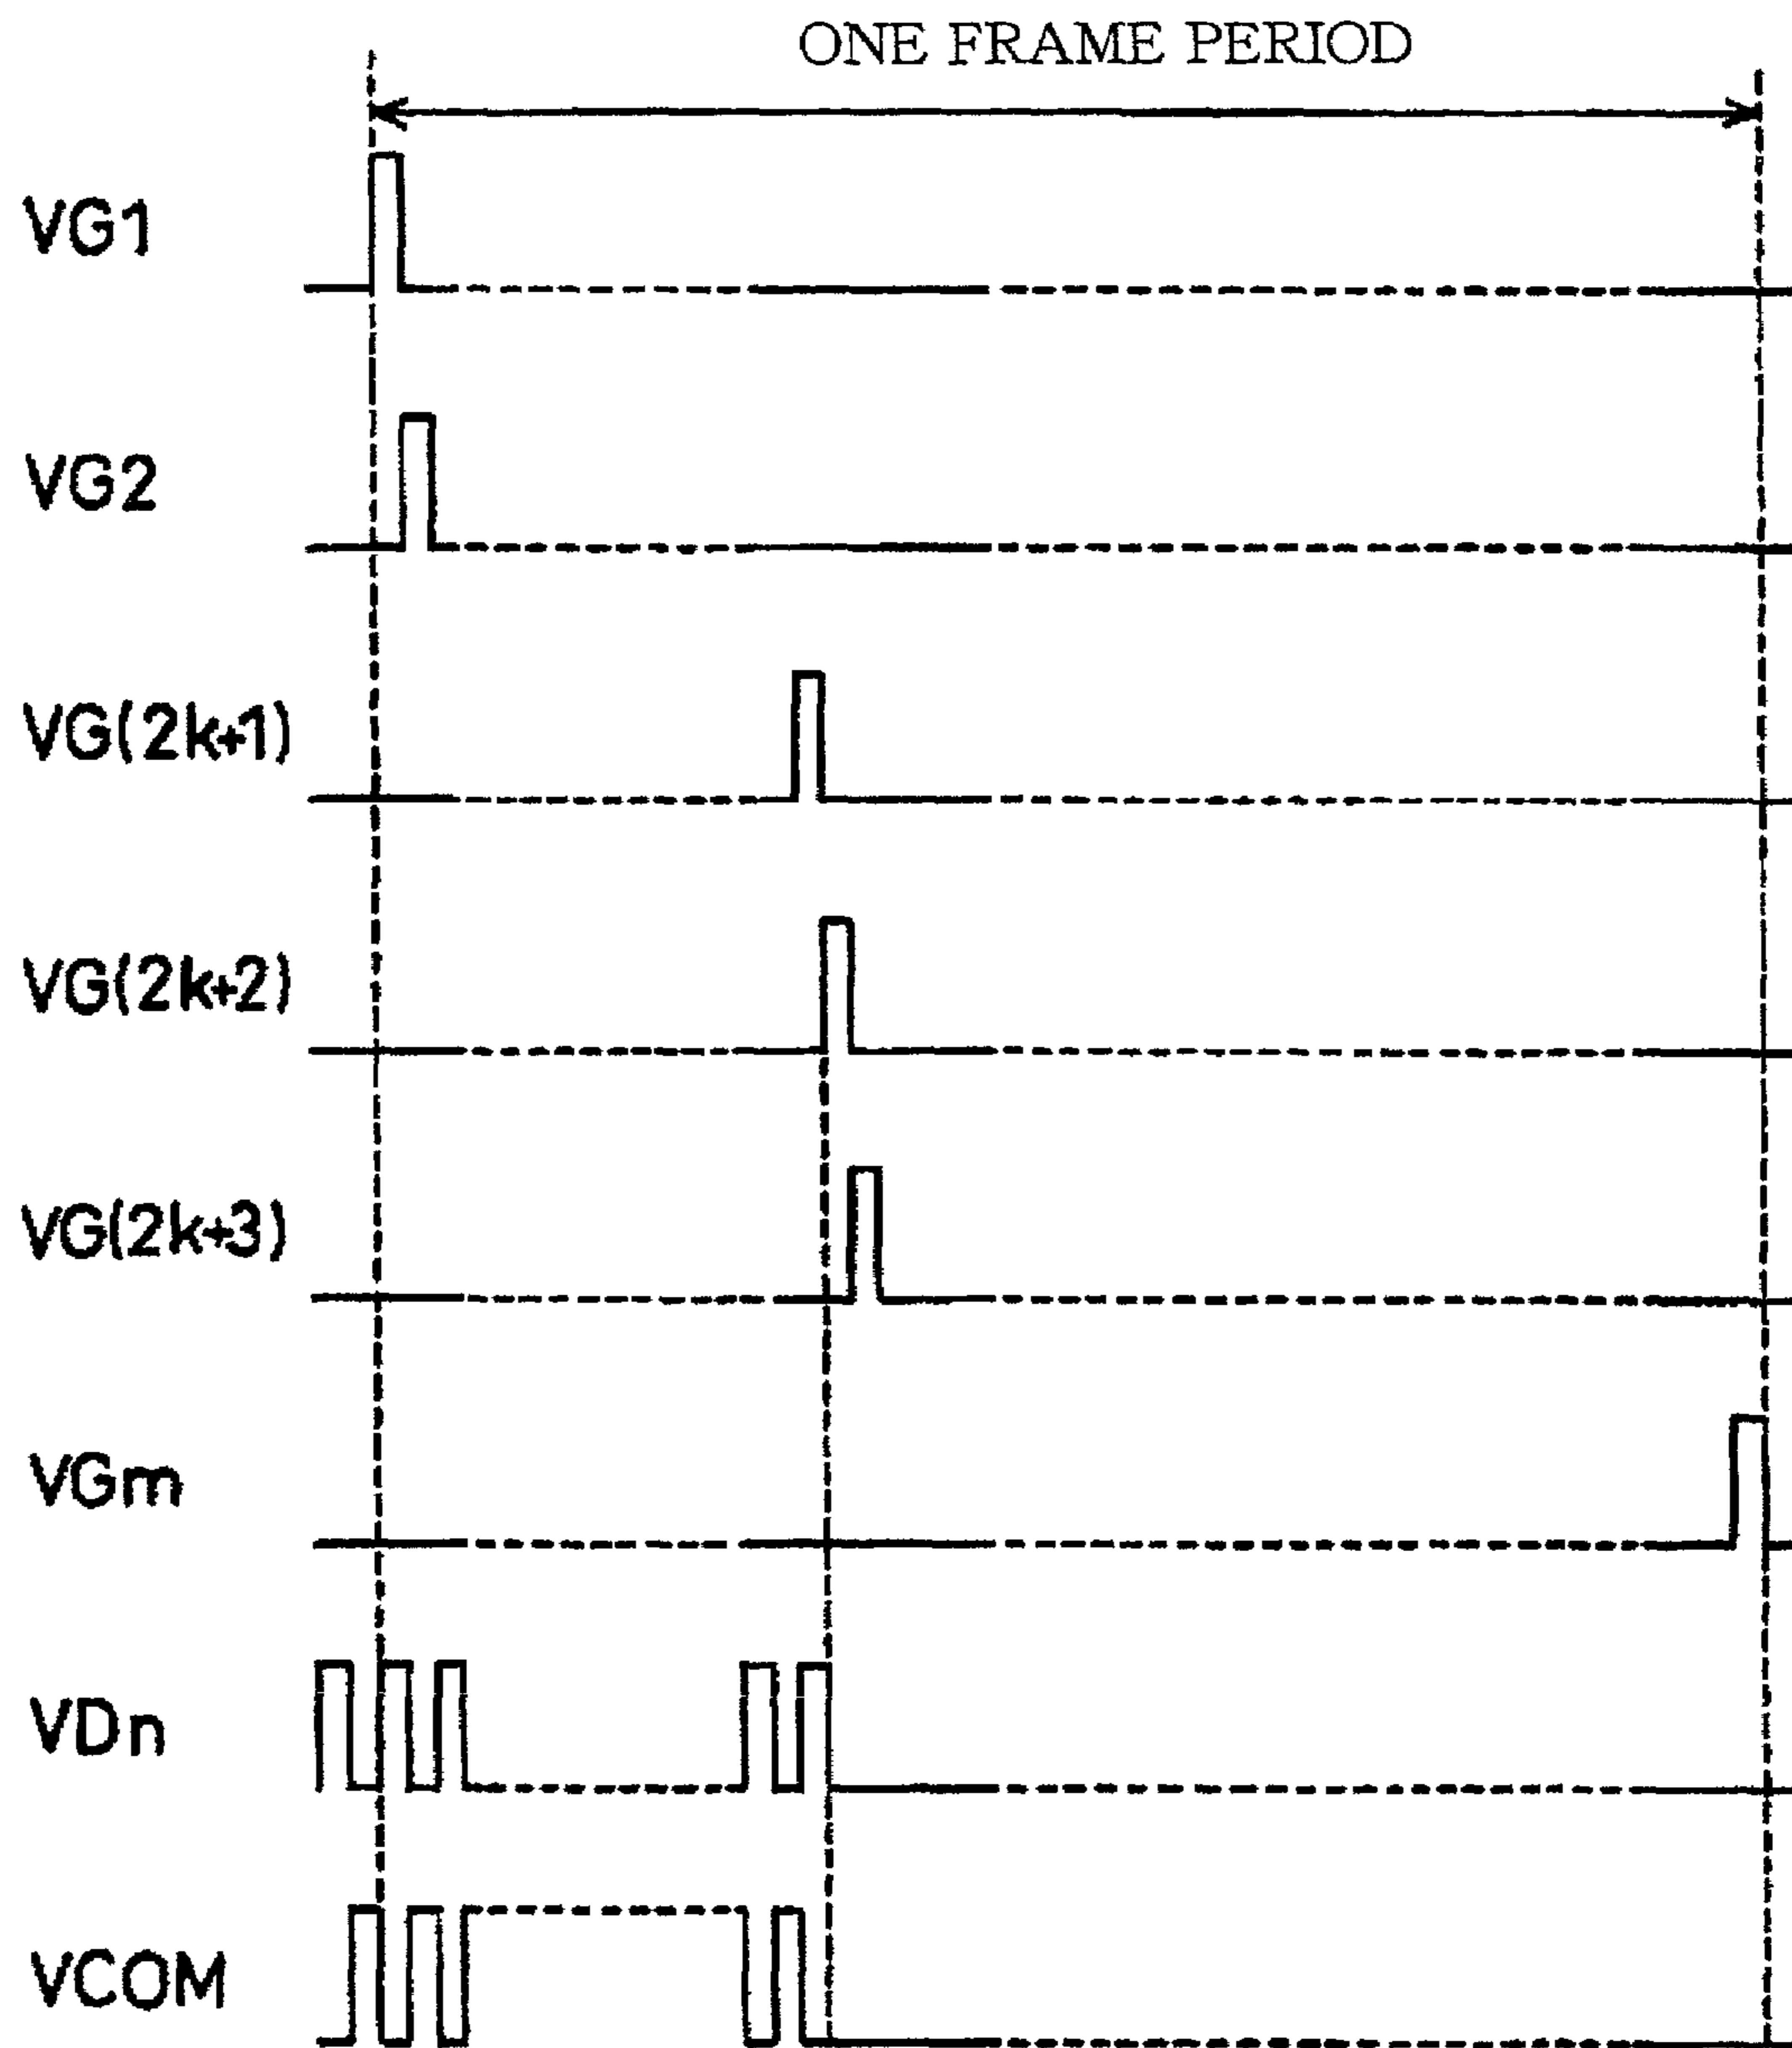 ONE FRAME PERIOD
VG1
VG2
VG(2k+1)
VG(2k+2)
VG(2k+3)
VGm
VDn
VCOM